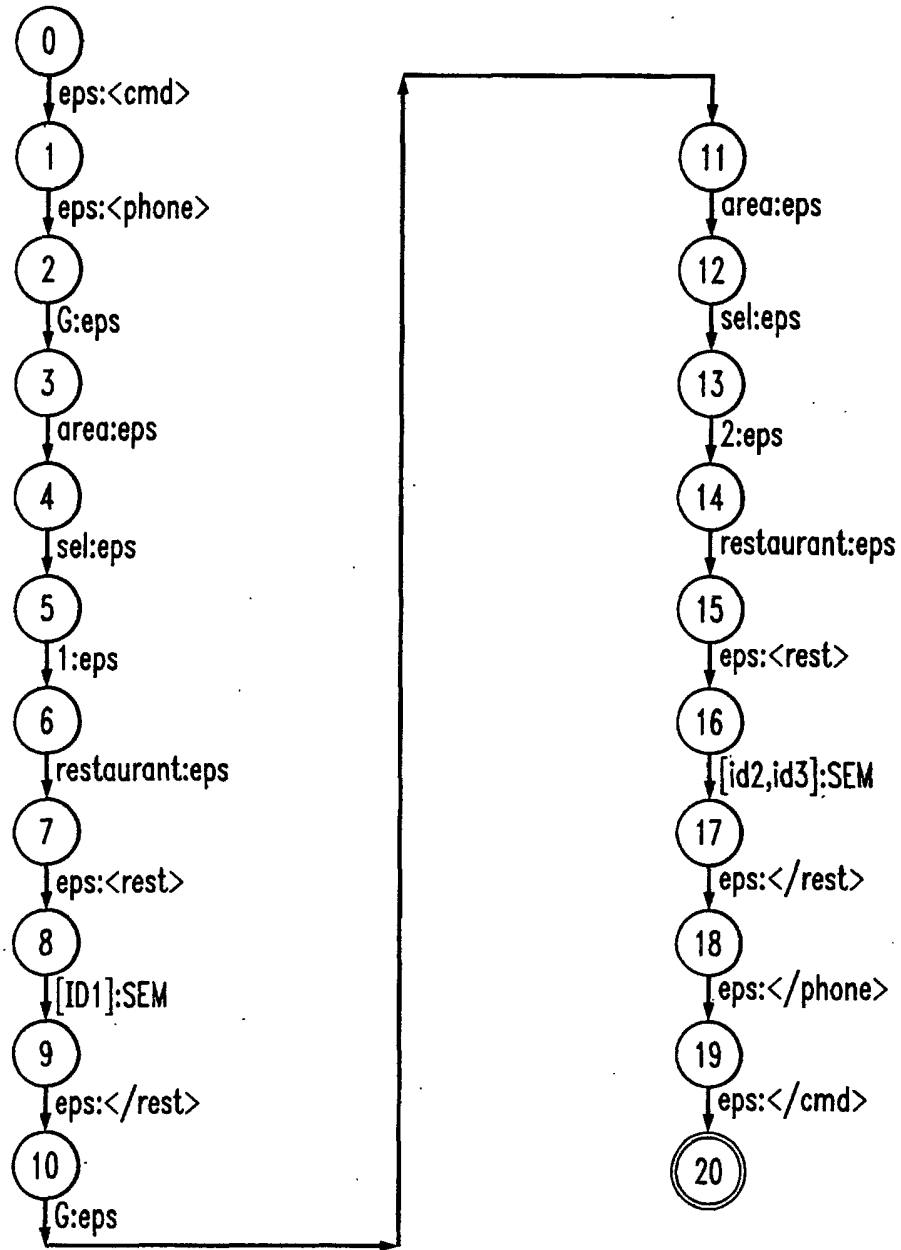 0
eps:<cmd>
1
eps:<phone>
2
G:eps
3
area:eps
4
sel:eps
5
1:eps
6
restaurant:eps
7
eps:<rest>
8
[ID1]:SEM
9
eps:</rest>
10
G:eps
11
area:eps
12
sel:eps
13
2:eps
14
restaurant:eps
15
eps:<rest>
16
[id2,id3]:SEM
17
eps:</rest>
18
eps:</phone>
19
eps:</cmd>
20